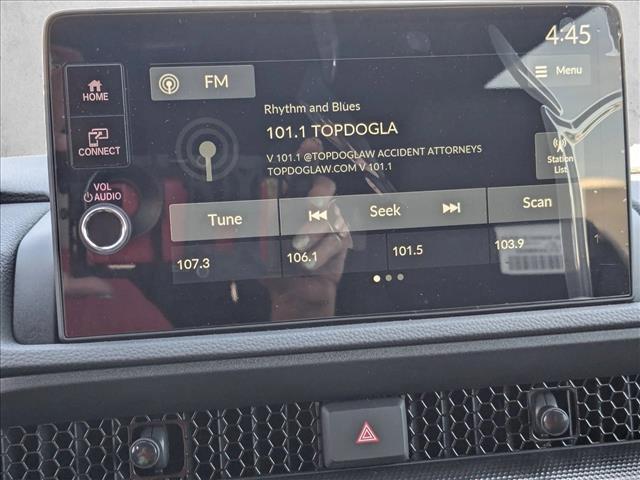 4:45
HOME
FM
Menu
Rhythm and Blues
101.1 TOPDOGLA
CONNECT
V 101.1 @TOPDOGLAW ACCIDENT ATTORNEYS
TOPDOGLAW.COM V 101.1
Station
List
VOL
AUDIO
Tune
Seek
Scan
107.3
106.1
101.5
103.9